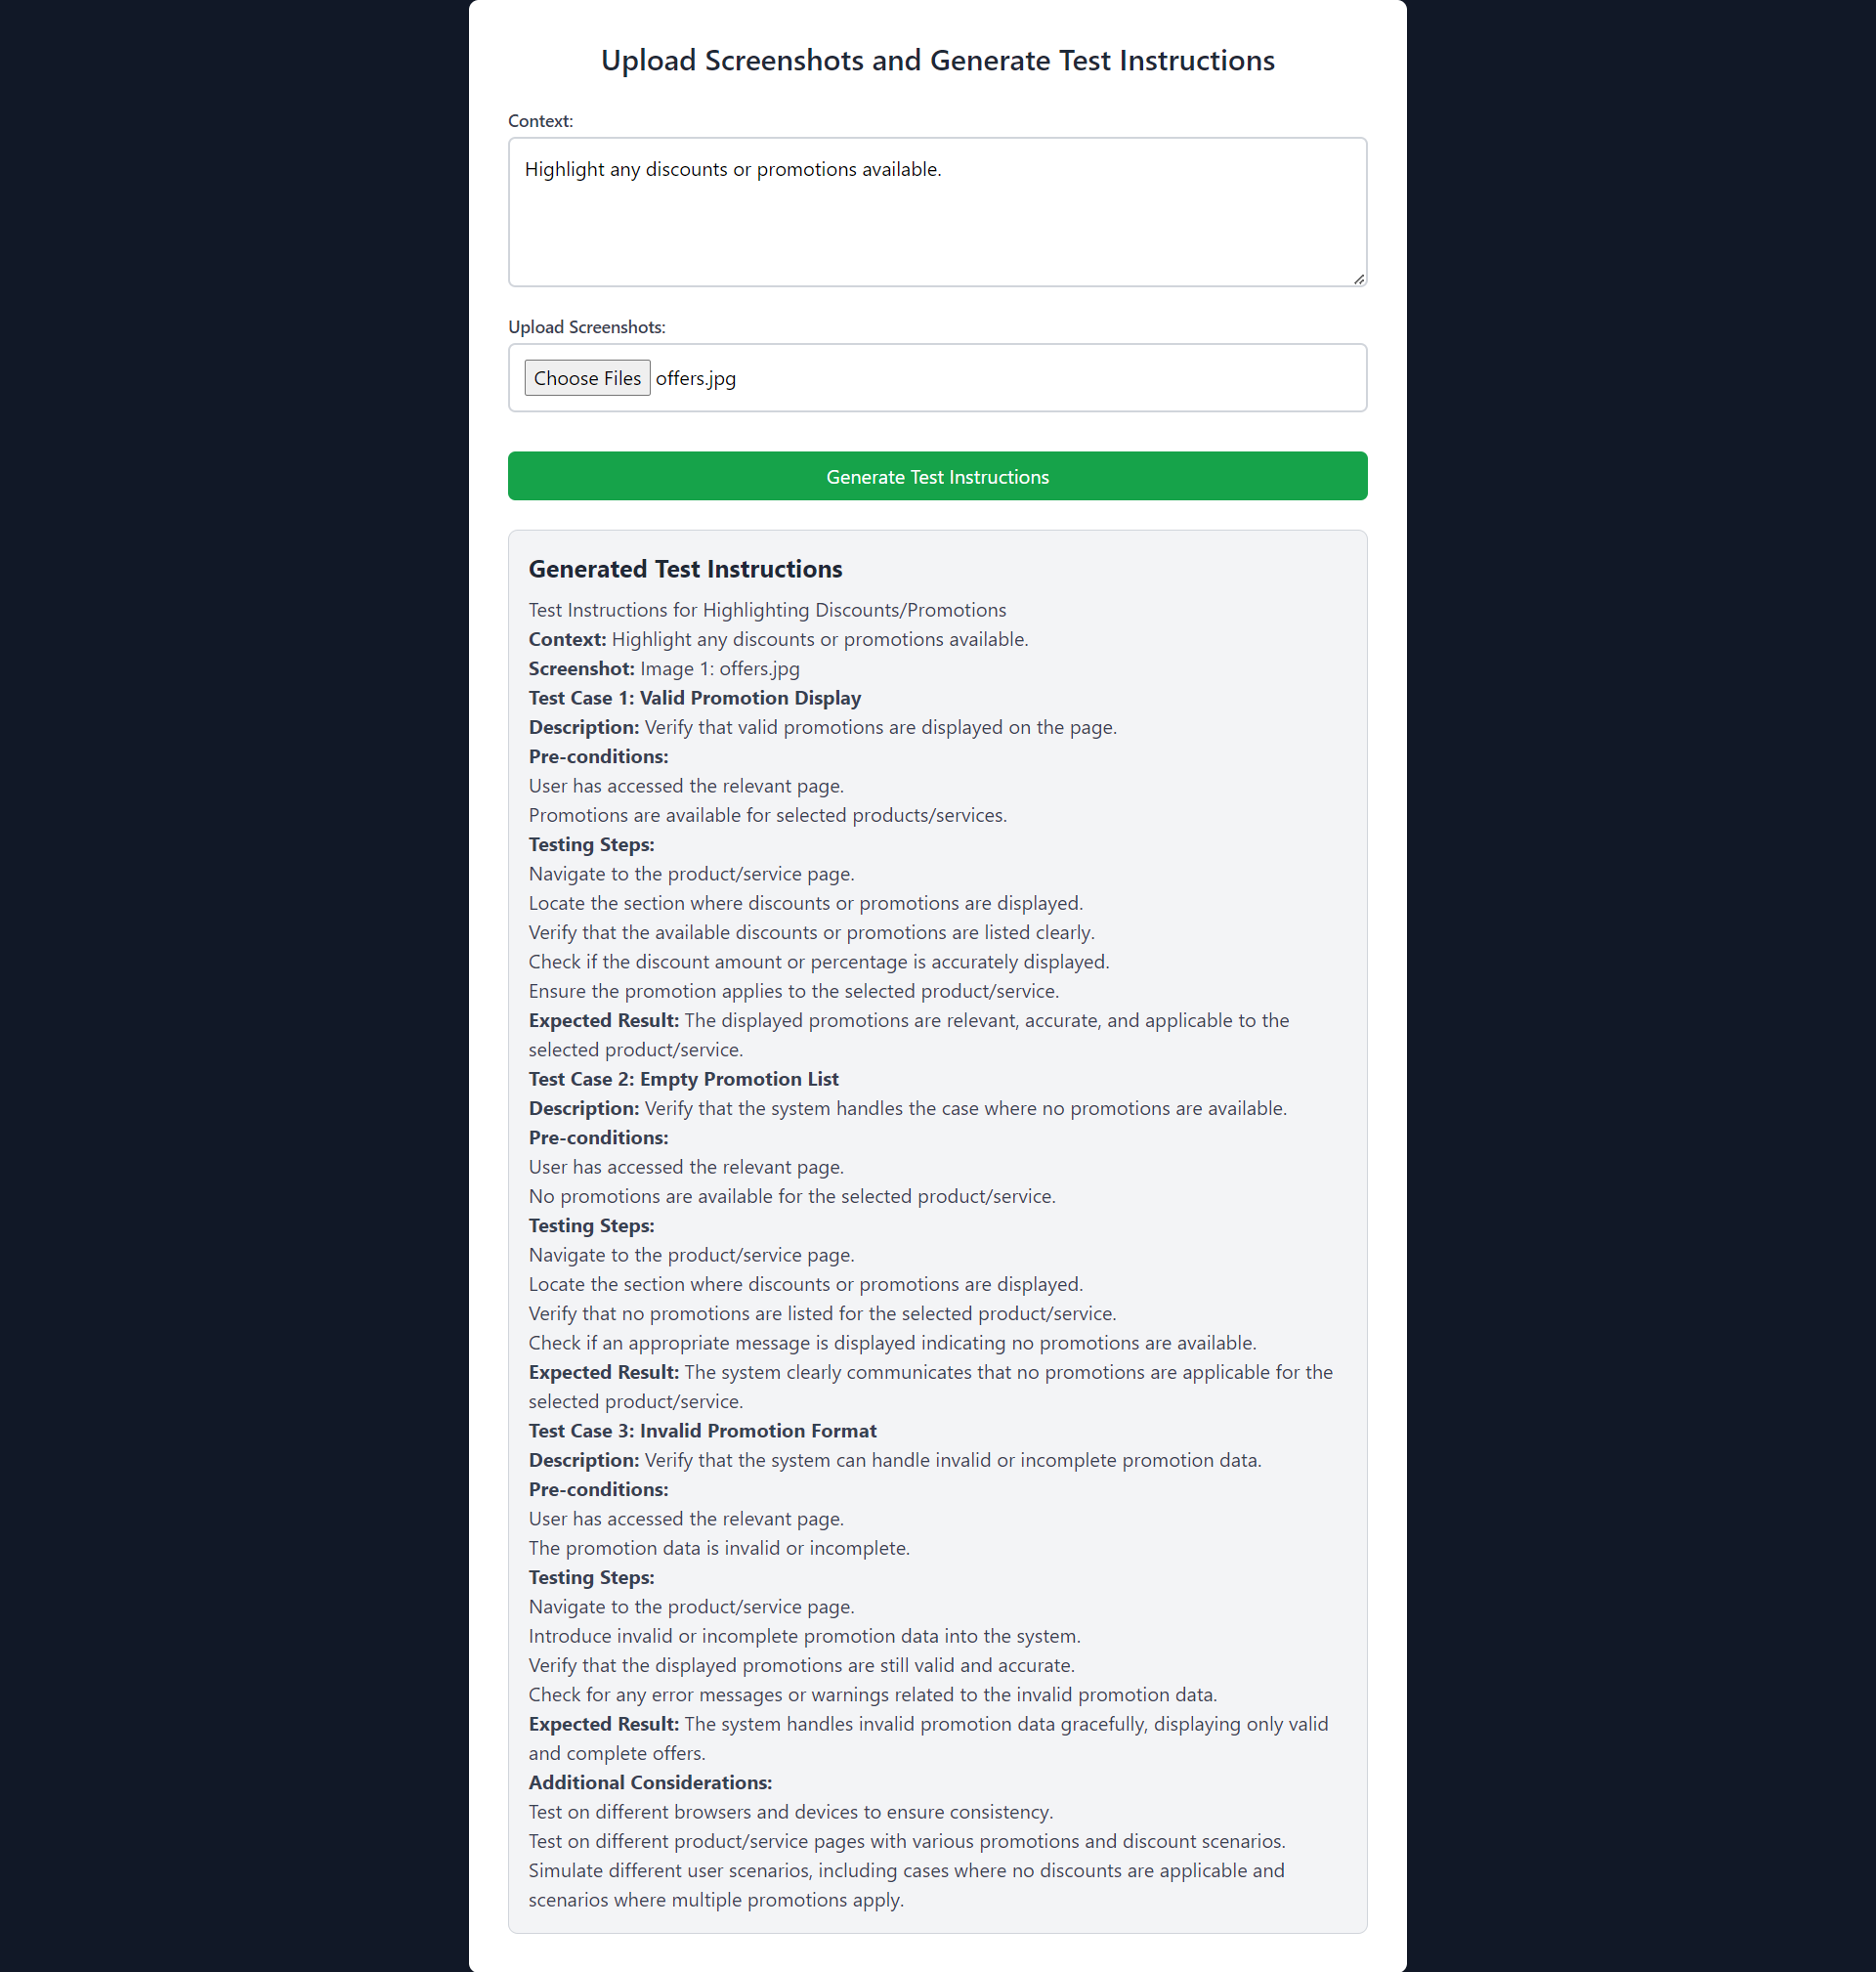 Upload Screenshots and Generate Test Instructions
Context:
Highlight any discounts or promotions available.
Upload Screenshots:
Choose Files offers.jpg
Generate Test Instructions
Generated Test Instructions
Test Instructions for Highlighting Discounts/Promotions
Context: Highlight any discounts or promotions available.
Screenshot: Image 1: offers.jpg
Test Case 1: Valid Promotion Display
Description: Verify that valid promotions are displayed on the page.
Pre-conditions:
User has accessed the relevant page.
Promotions are available for selected products/services.
Testing Steps:
Navigate to the product/service page.
Locate the section where discounts or promotions are displayed.
Verify that the available discounts or promotions are listed clearly.
Check if the discount amount or percentage is accurately displayed.
Ensure the promotion applies to the selected product/service.
Expected Result: The displayed promotions are relevant, accurate, and applicable to the
selected product/service.
Test Case 2: Empty Promotion List
Description: Verify that the system handles the case where no promotions are available.
Pre-conditions:
User has accessed the relevant page.
No promotions are available for the selected product/service.
Testing Steps:
Navigate to the product/service page.
Locate the section where discounts or promotions are displayed.
Verify that no promotions are listed for the selected product/service.
Check if an appropriate message is displayed indicating no promotions are available.
Expected Result: The system clearly communicates that no promotions are applicable for the
selected product/service.
Test Case 3: Invalid Promotion Format
Description: Verify that the system can handle invalid or incomplete promotion data.
Pre-conditions:
User has accessed the relevant page.
The promotion data is invalid or incomplete.
Testing Steps:
Navigate to the product/service page.
Introduce invalid or incomplete promotion data into the system.
Verify that the displayed promotions are still valid and accurate.
Check for any error messages or warnings related to the invalid promotion data.
Expected Result: The system handles invalid promotion data gracefully, displaying only valid
and complete offers.
Additional Considerations:
Test on different browsers and devices to ensure consistency.
Test on different product/service pages with various promotions and discount scenarios.
Simulate different user scenarios, including cases where no discounts are applicable and
scenarios where multiple promotions apply.